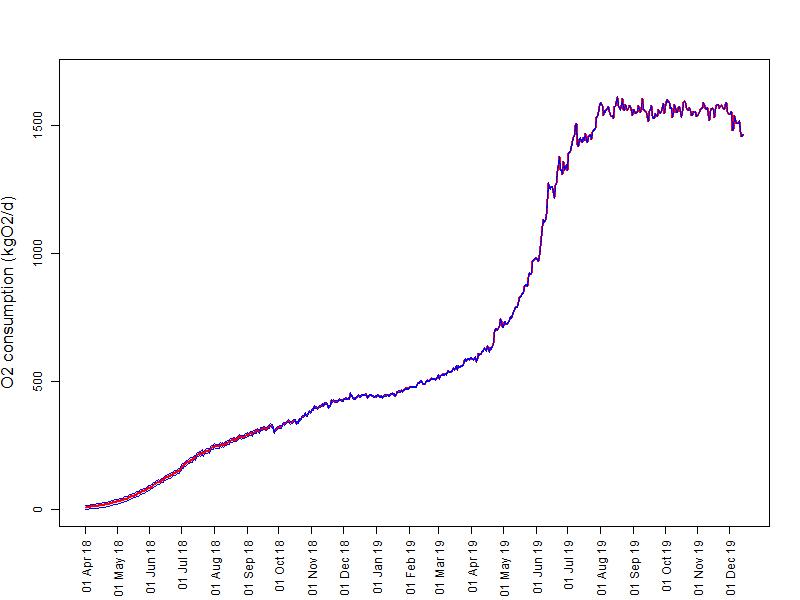 O2 consumption (kgO2/d)
1500
1000
500
0
01 Apr 18
01 May 18
01 Jun 18
01 Jul 18
01 Aug 18
01 Sep 18
01 Oct 18
01 Nov 18
01 Dec 18
01 Jan 19
01 Feb 19
01 Mar 19
01 Apr 19
01 May 19
01 Jun 19
01 Jul 19
01 Aug 19
01 Sep 19
01 Oct 19
01 Nov 19
01 Dec 19